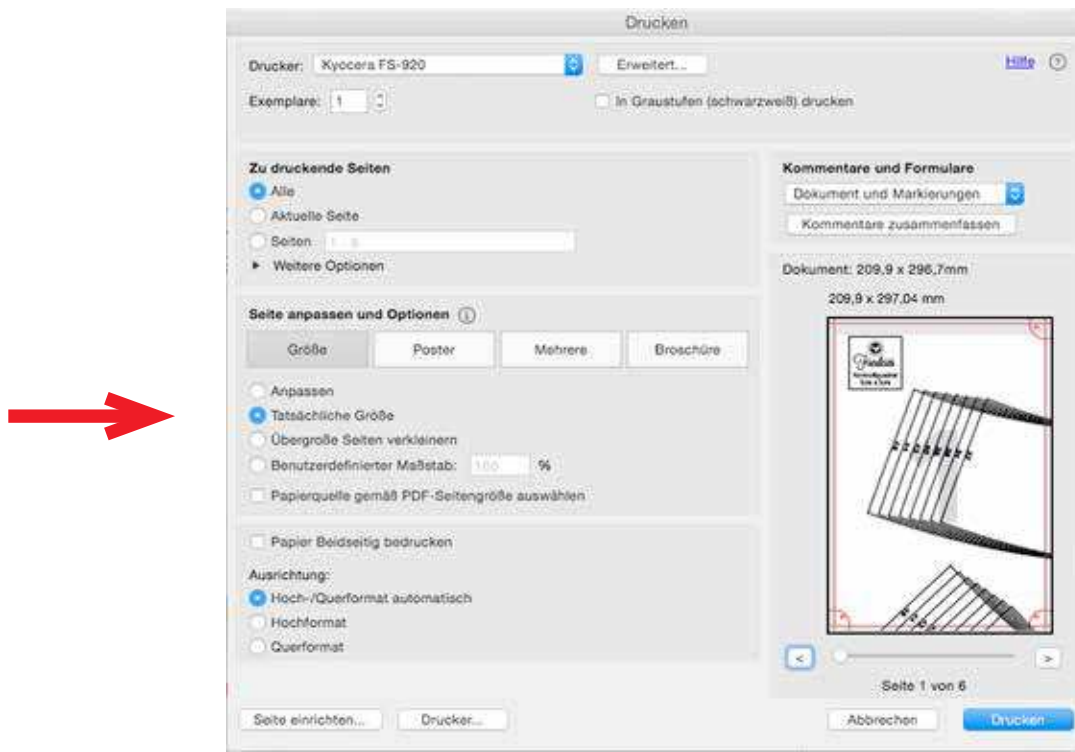 Drucken
Drucker: Kyocera FS-920 Erweitert... Hilfe ?
Exemplare: 1 In Graustufen (schwarzweiß) drucken
Zu druckende Seiten
Alle
Aktuelle Seite
Seiten
Weitere Optionen
Seite anpassen und Optionen
Größe Poster Mehrere Broschüre
Anpassen
Tatsächliche Größe
Übergroße Seiten verkleinern
Benutzerdefinierter Maßstab: 100 %
Papierquelle gemäß PDF-Seitengröße auswählen
Papier Beidseitig bedrucken
Ausrichtung:
Hoch-/Querformat automatisch
Hochformat
Querformat
Kommentare und Formulare
Dokument und Markierungen
Kommentare zusammenfassen
Dokument: 209,9 x 296,7mm
209,9 x 297,04 mm
< >
Seite 1 von 6
Seite einrichten... Drucker... Abbrechen Drucken